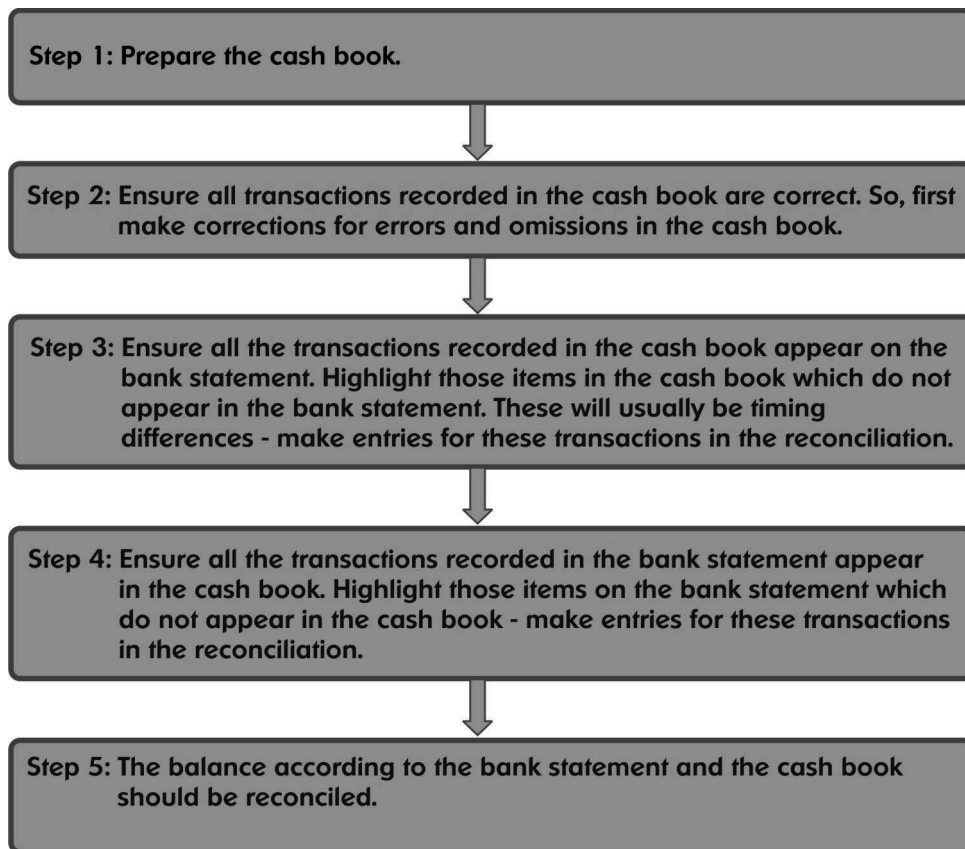 Step 1: Prepare the cash book.
Step 2: Ensure all transactions recorded in the cash book are correct. So, first
make corrections for errors and omissions in the cash book.
Step 3: Ensure all the transactions recorded in the cash book appear on the
bank statement. Highlight those items in the cash book which do not
appear in the bank statement. These will usually be timing
differences - make entries for these transactions in the reconciliation.
Step 4: Ensure all the transactions recorded in the bank statement appear
in the cash book. Highlight those items on the bank statement which
do not appear in the cash book - make entries for these transactions
in the reconciliation.
Step 5: The balance according to the bank statement and the cash book
should be reconciled.